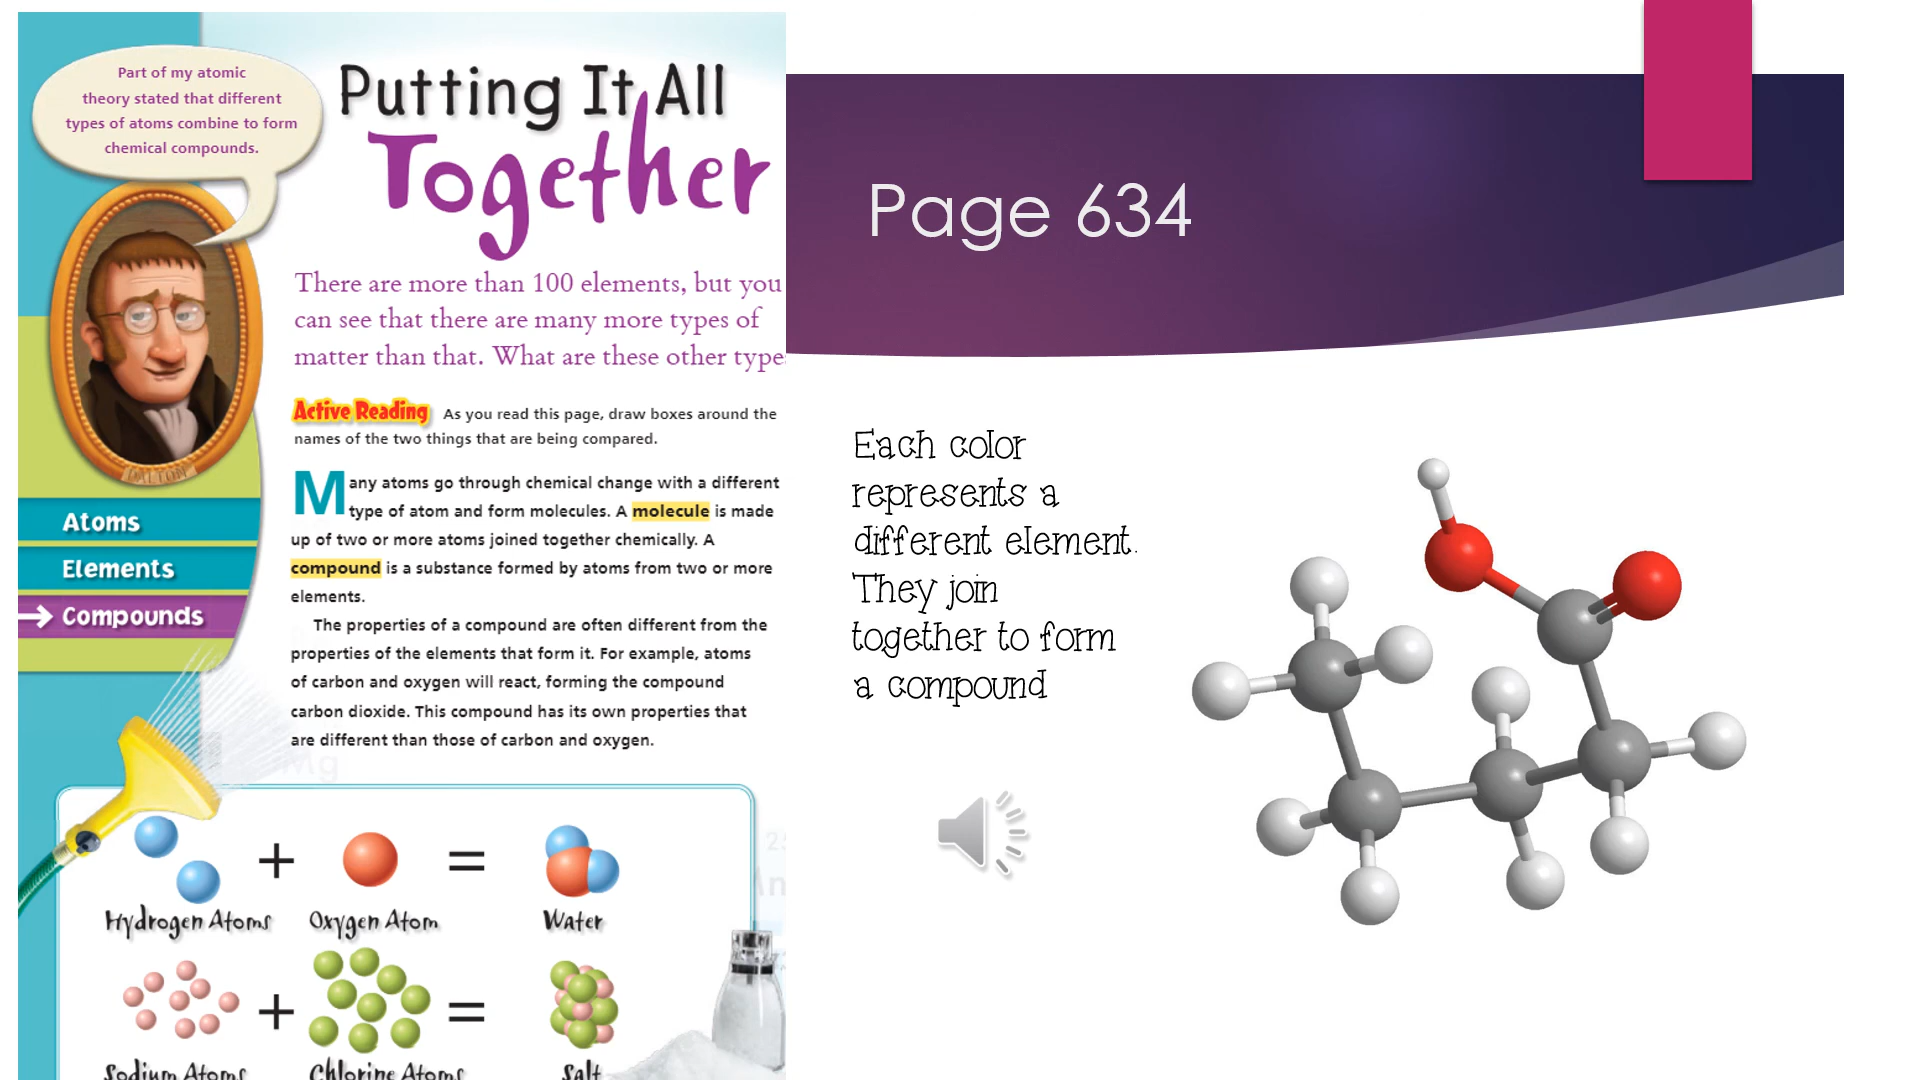 Part of my atomic
theory stated that different
types of atoms combine to form
chemical compounds.
Putting It All
Together
There are more than 100 elements, but you
can see that there are many more types of
matter than that. What are these other type
Active Reading As you read this page, draw boxes around the
names of the two things that are being compared.
Many atoms go through chemical change with a different
type of atom and form molecules. A molecule is made
up of two or more atoms joined together chemically. A
compound is a substance formed by atoms from two or more
elements.
The properties of a compound are often different from the
properties of the elements that form it. For example, atoms
of carbon and oxygen will react, forming the compound
carbon dioxide. This compound has its own properties that
are different than those of carbon and oxygen.
DALTON
Atoms
Elements
Compounds
Mg
+ =
Hydrogen Atoms Oxygen Atom Water
+ =
Sodium Atoms Chlorine Atoms Salt
Page 634
Each color
represents a
different element.
They join
together to form
a compound